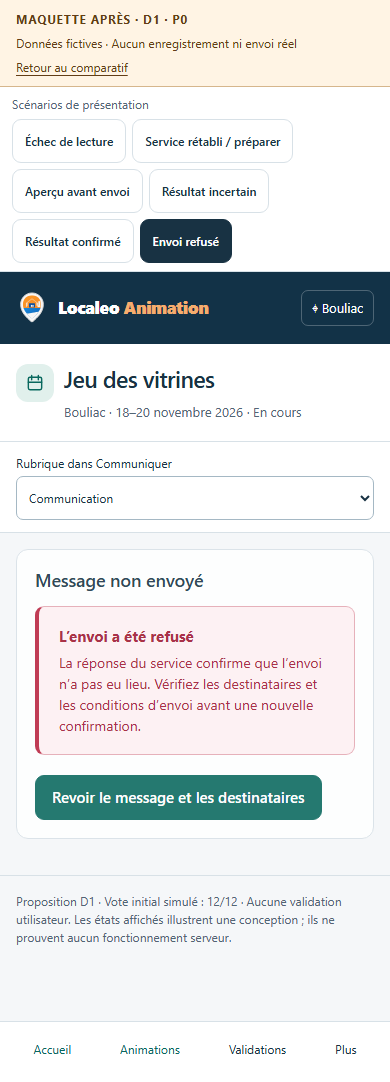 MAQUETTE APRÈS · D1 · P0
Données fictives · Aucun enregistrement ni envoi réel
Retour au comparatif
Scénarios de présentation
Échec de lecture
Service rétabli / préparer
Aperçu avant envoi
Résultat incertain
Résultat confirmé
Envoi refusé
Localeo Animation
Bouliac
Jeu des vitrines
Bouliac · 18–20 novembre 2026 · En cours
Rubrique dans Communiquer
Communication
Message non envoyé
L’envoi a été refusé
La réponse du service confirme que l’envoi
n’a pas eu lieu. Vérifiez les destinataires et
les conditions d’envoi avant une nouvelle
confirmation.
Revoir le message et les destinataires
Proposition D1 · Vote initial simulé : 12/12 · Aucune validation
utilisateur. Les états affichés illustrent une conception ; ils ne
prouvent aucun fonctionnement serveur.
Accueil
Animations
Validations
Plus